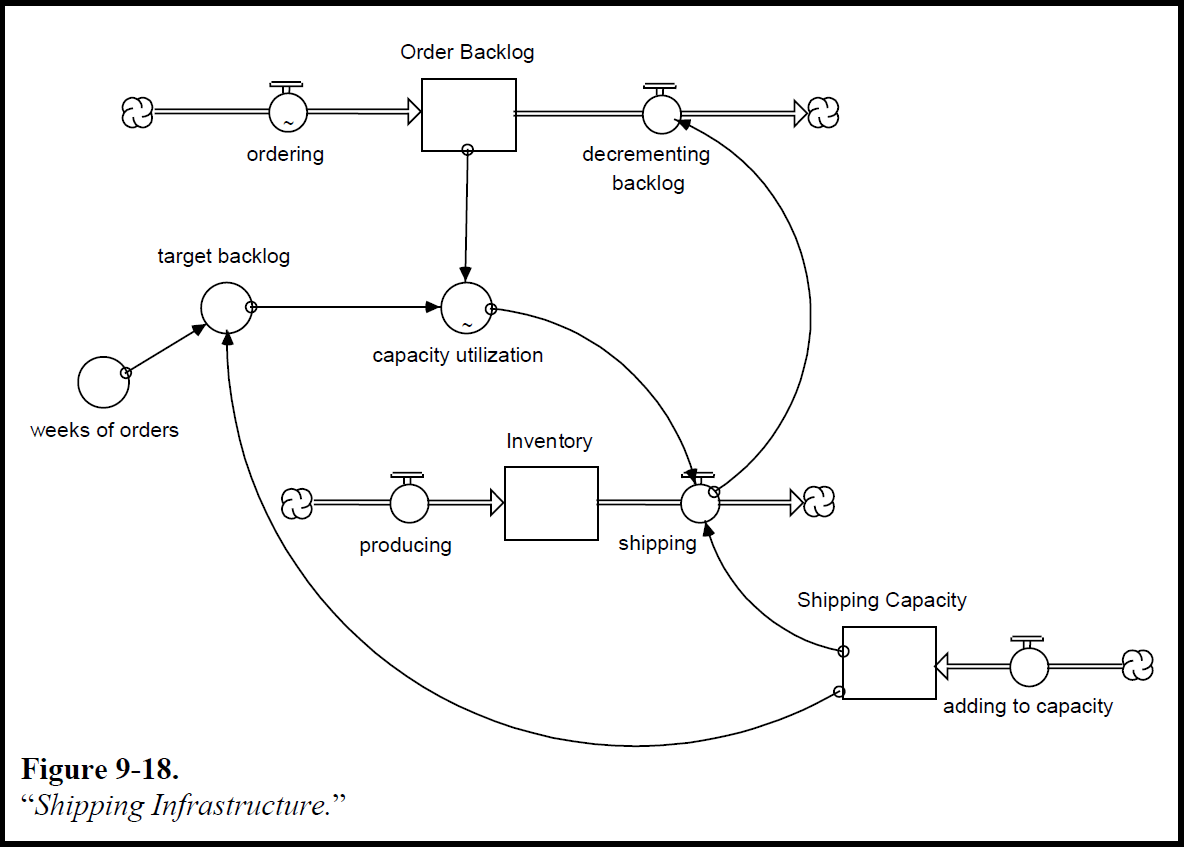 Order Backlog
ordering
decrementing
backlog
target backlog
capacity utilization
weeks of orders
Inventory
producing
shipping
Shipping Capacity
adding to capacity
Figure 9-18.
“Shipping Infrastructure.”
~
~